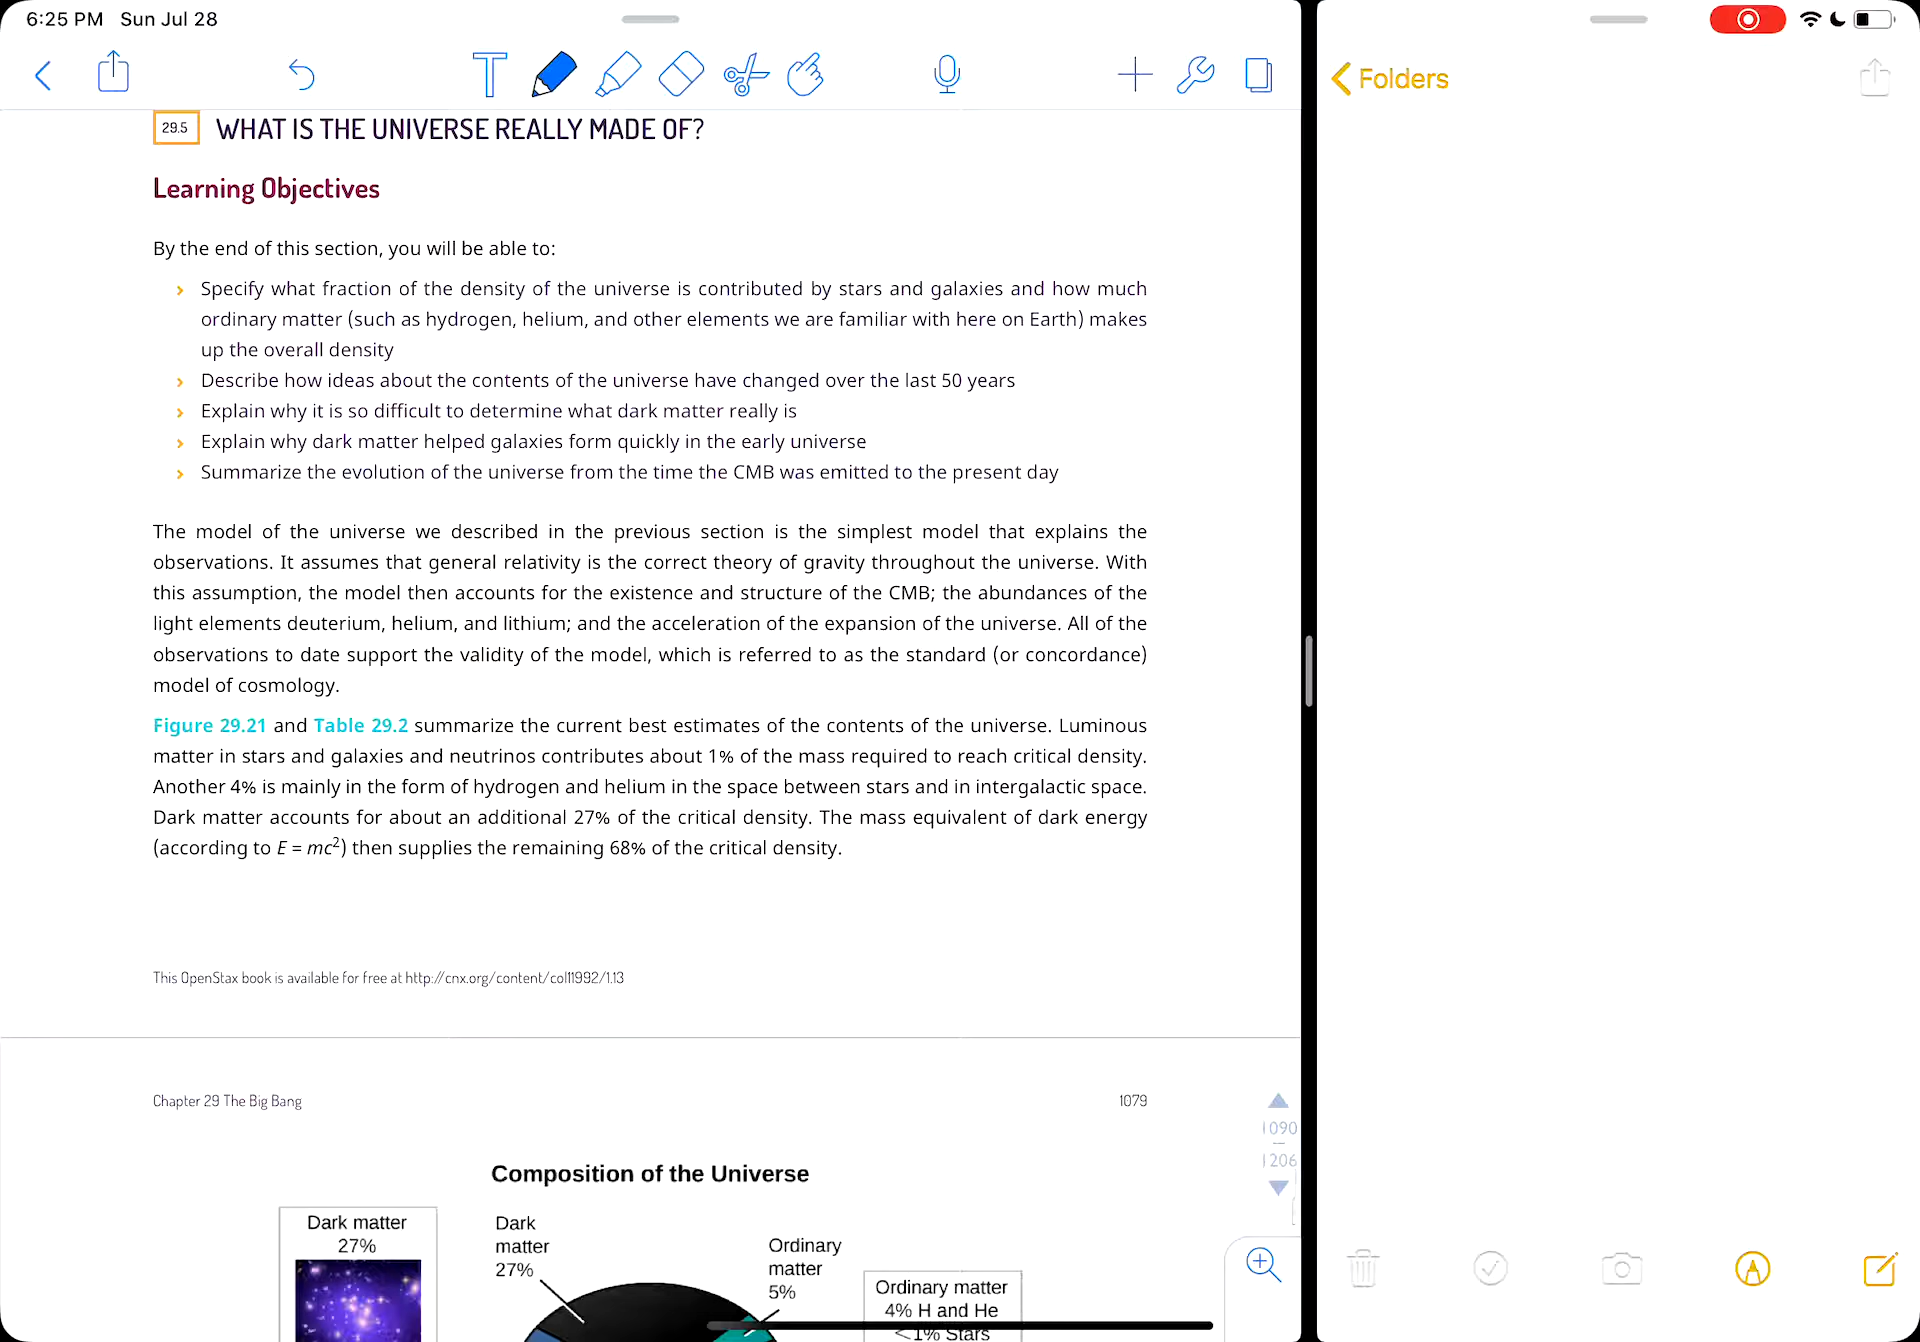 6:25 PM Sun Jul 28
Folders
29.5 WHAT IS THE UNIVERSE REALLY MADE OF?
Learning Objectives
By the end of this section, you will be able to:
Specify what fraction of the density of the universe is contributed by stars and galaxies and how much
ordinary matter (such as hydrogen, helium, and other elements we are familiar with here on Earth) makes
up the overall density
Describe how ideas about the contents of the universe have changed over the last 50 years
Explain why it is so difficult to determine what dark matter really is
Explain why dark matter helped galaxies form quickly in the early universe
Summarize the evolution of the universe from the time the CMB was emitted to the present day
The model of the universe we described in the previous section is the simplest model that explains the
observations. It assumes that general relativity is the correct theory of gravity throughout the universe. With
this assumption, the model then accounts for the existence and structure of the CMB; the abundances of the
light elements deuterium, helium, and lithium; and the acceleration of the expansion of the universe. All of the
observations to date support the validity of the model, which is referred to as the standard (or concordance)
model of cosmology.
Figure 29.21 and Table 29.2 summarize the current best estimates of the contents of the universe. Luminous
matter in stars and galaxies and neutrinos contributes about 1% of the mass required to reach critical density.
Another 4% is mainly in the form of hydrogen and helium in the space between stars and in intergalactic space.
Dark matter accounts for about an additional 27% of the critical density. The mass equivalent of dark energy
(according to E = mc²) then supplies the remaining 68% of the critical density.
This OpenStax book is available for free at http://cnx.org/content/col11992/1.13
Chapter 29 The Big Bang 1079
1090
1206
Composition of the Universe
Dark matter
27%
Dark
matter
27%
Ordinary
matter
5%
Ordinary matter
4% H and He
<1% Stars